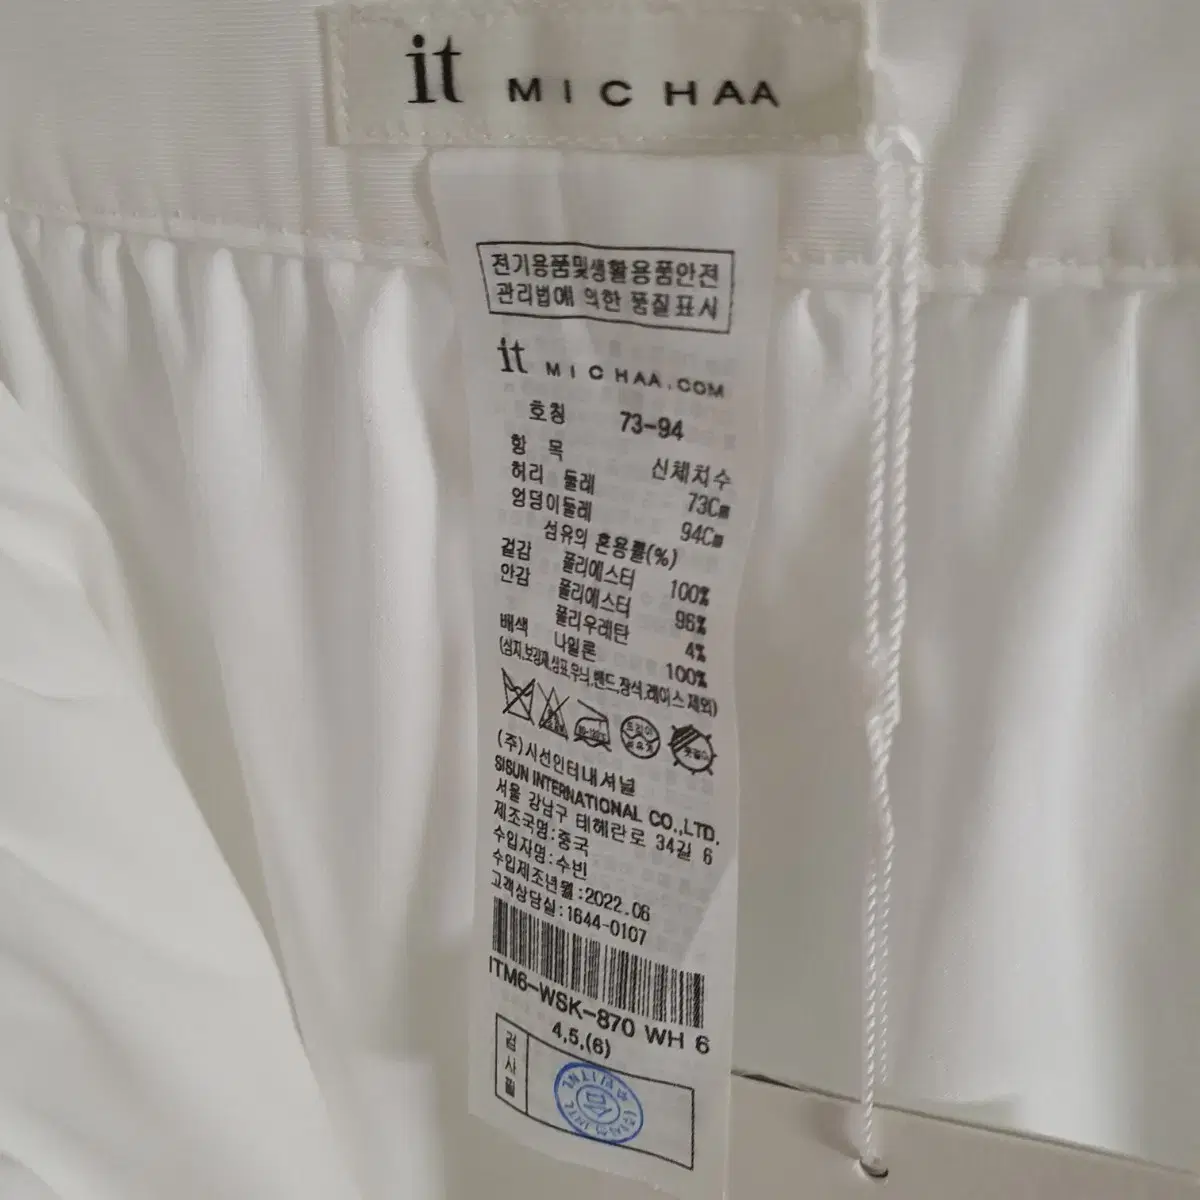 it MICHAA
전기용품및생활용품안전
관리법에 의한 품질표시
it MICHAA.COM
호칭 73-94
항 목 신체치수
허리 둘레 73Cm
엉덩이둘레 94Cm
섬유의 혼용률(%)
겉감 폴리에스터 100%
안감 폴리에스터 96%
폴리우레탄 4%
배색 나일론 100%
(심지,보강재,상표,무늬,밴드,장식,레이스 제외)
드라이
(주)시선인터내셔널
SISUN INTERNATIONAL CO.,LTD.
서울 강남구 테헤란로 34길 6
제조국명:중국
수입자명:수빈
수입제조년월:2022.06
고객상담실:1644-0107
ITM6-WSK-870 WH 6
4,5,(6)
검사필